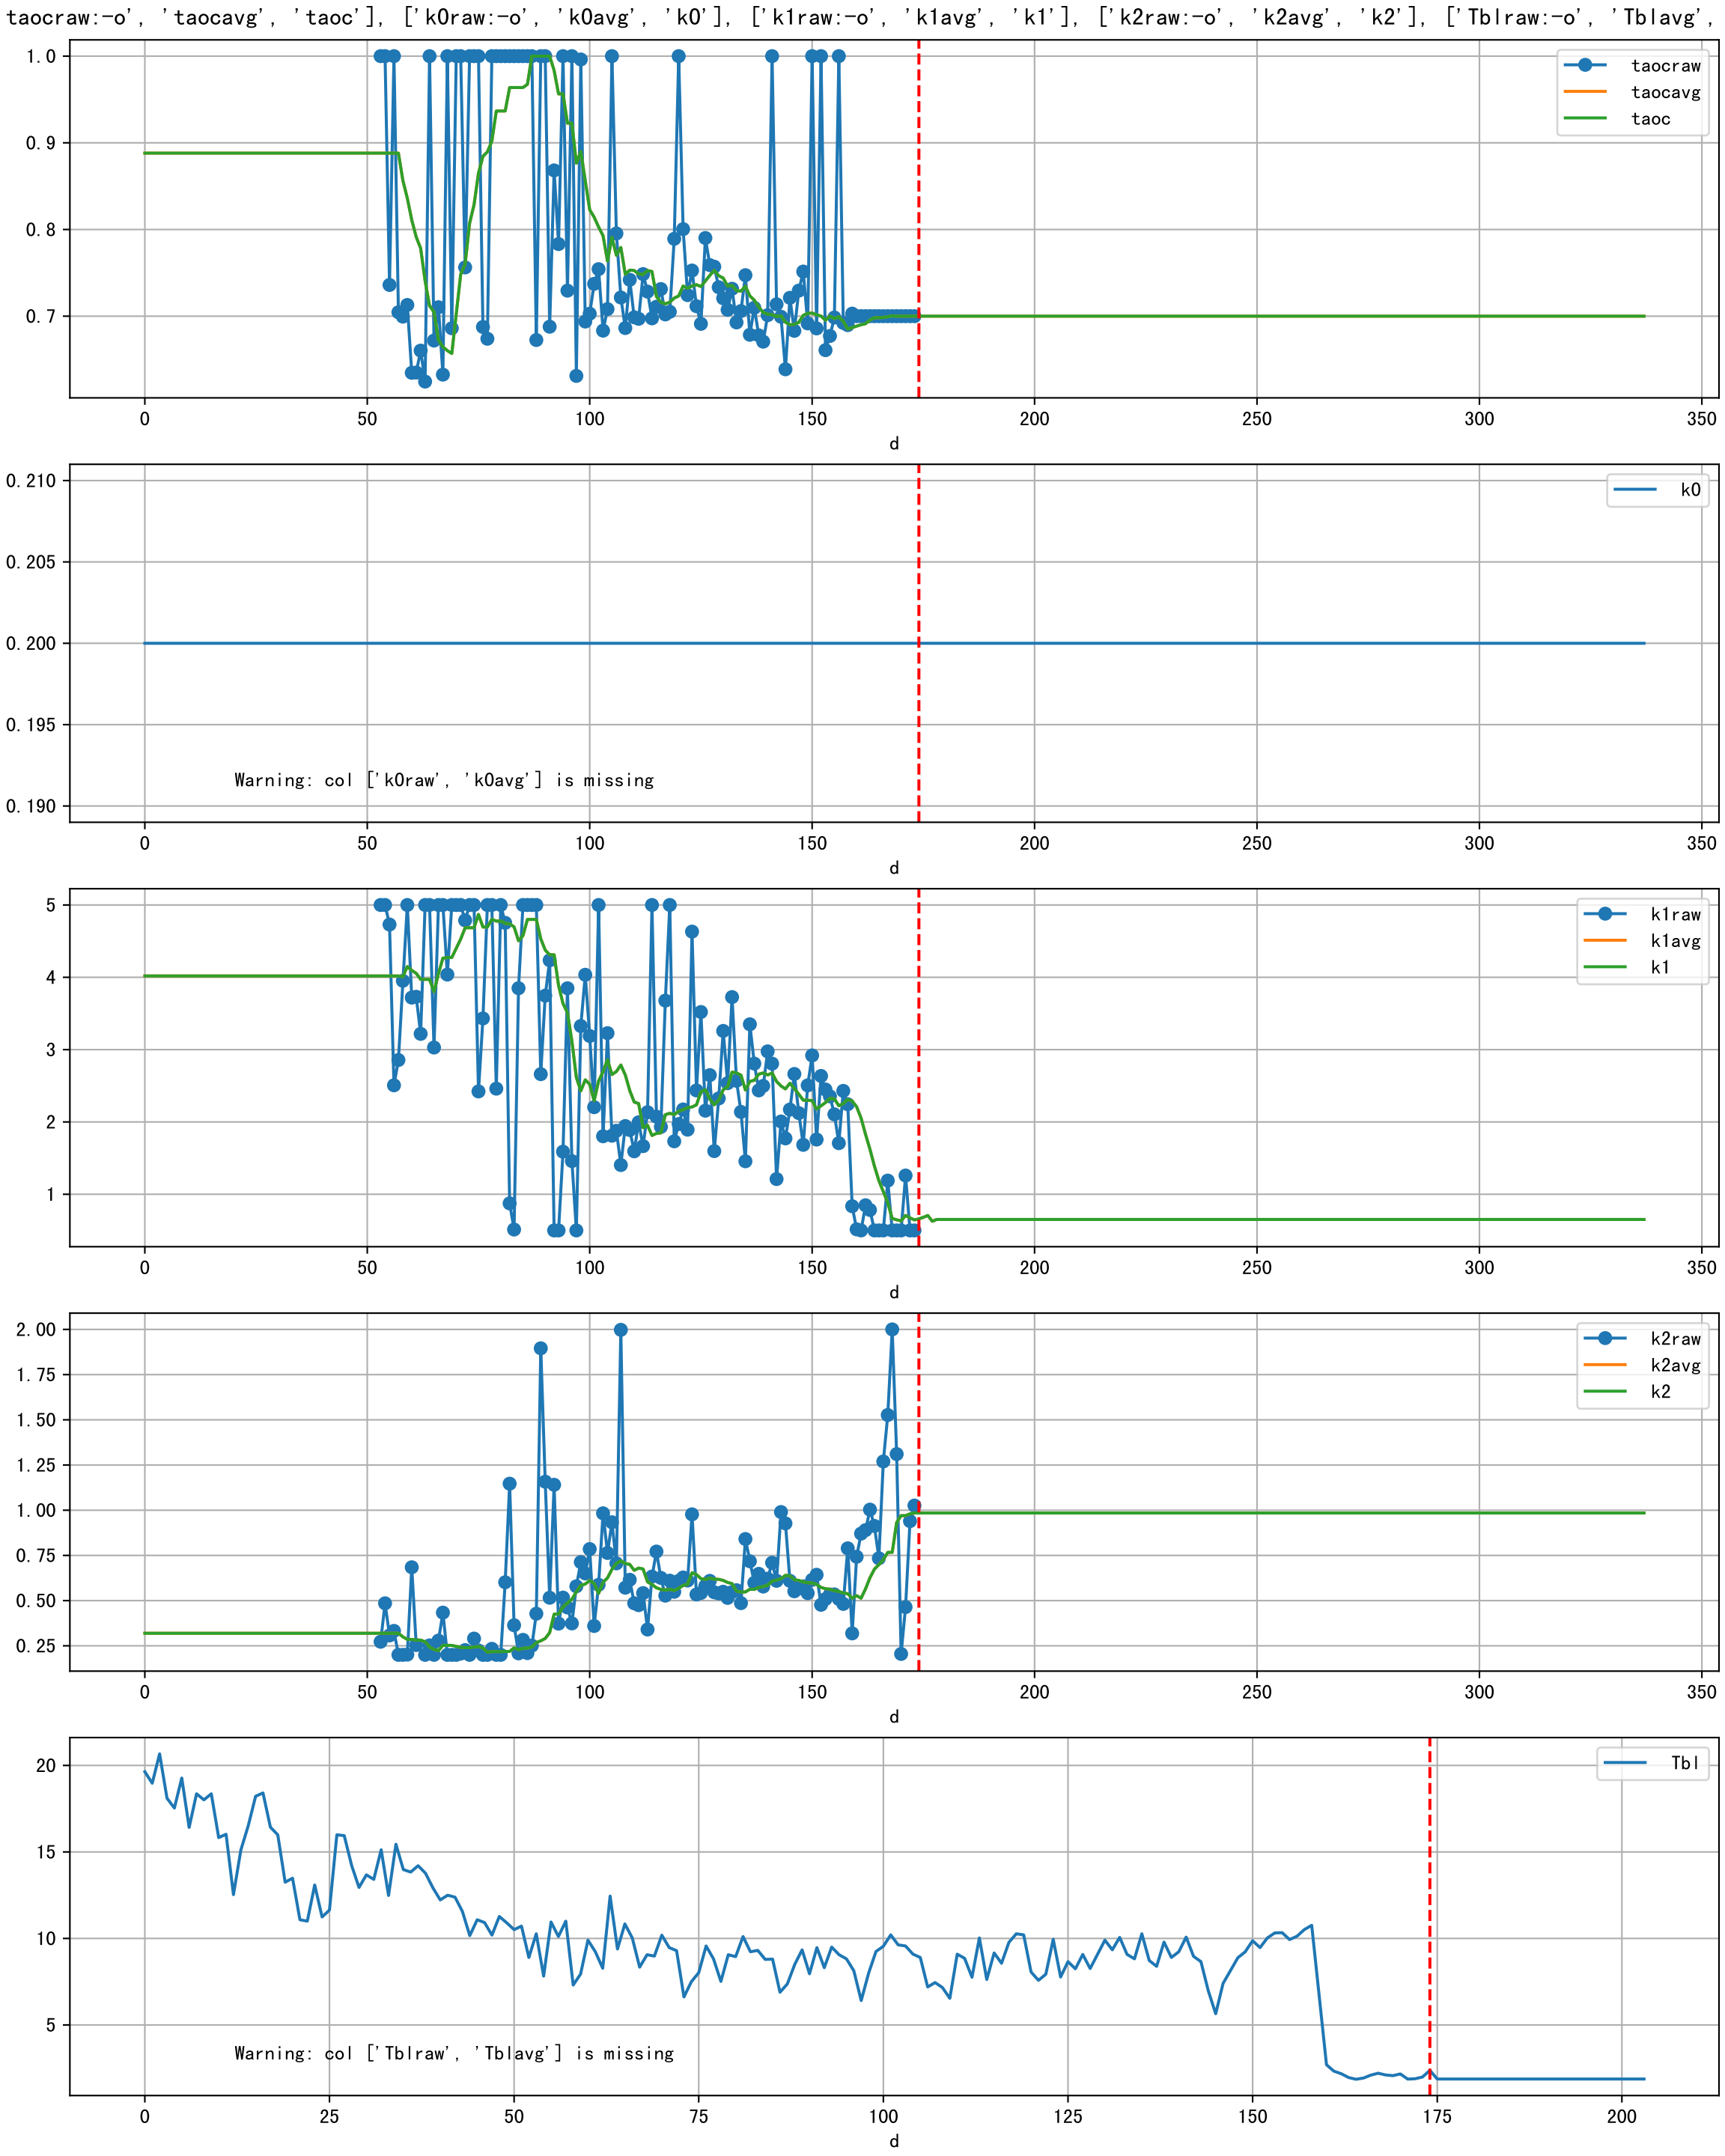 taocraw:-o', 'taocavg', 'taoc'], ['k0raw:-o', 'k0avg', 'k0'], ['k1raw:-o', 'k1avg', 'k1'], ['k2raw:-o', 'k2avg', 'k2'], ['Tblraw:-o', 'Tblavg',
1.0
0.9
0.8
0.7
taocraw
taocavg
taoc
0 50 100 150 200 250 300 350
d
0.210
0.205
0.200
0.195
0.190
k0
Warning: col ['k0raw', 'k0avg'] is missing
0 50 100 150 200 250 300 350
d
5
4
3
2
1
k1raw
k1avg
k1
0 50 100 150 200 250 300 350
d
2.00
1.75
1.50
1.25
1.00
0.75
0.50
0.25
k2raw
k2avg
k2
0 50 100 150 200 250 300 350
d
20
15
10
5
Tbl
Warning: col ['Tblraw', 'Tblavg'] is missing
0 25 50 75 100 125 150 175 200
d